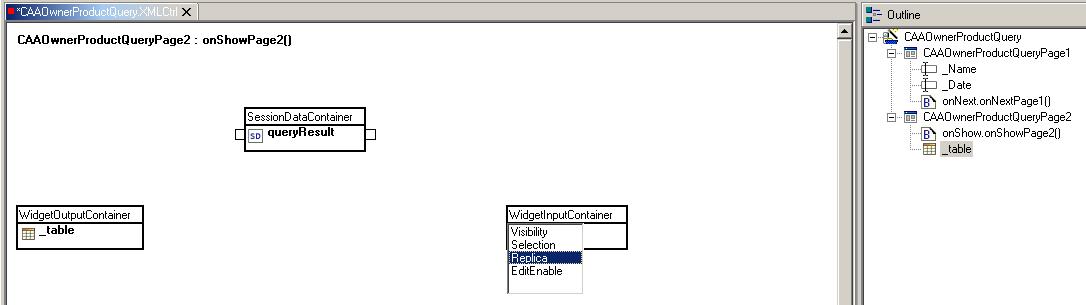 *CAAOwnerProductQuery.XMLCtrl
CAAOwnerProductQueryPage2 : onShowPage2()
SessionDataContainer
SD queryResult
WidgetOutputContainer
_table
WidgetInputContainer
Visibility
Selection
Replica
EditEnable
Outline
CAAOwnerProductQuery
CAAOwnerProductQueryPage1
_Name
_Date
B onNext.onNextPage1()
CAAOwnerProductQueryPage2
B onShow.onShowPage2()
_table